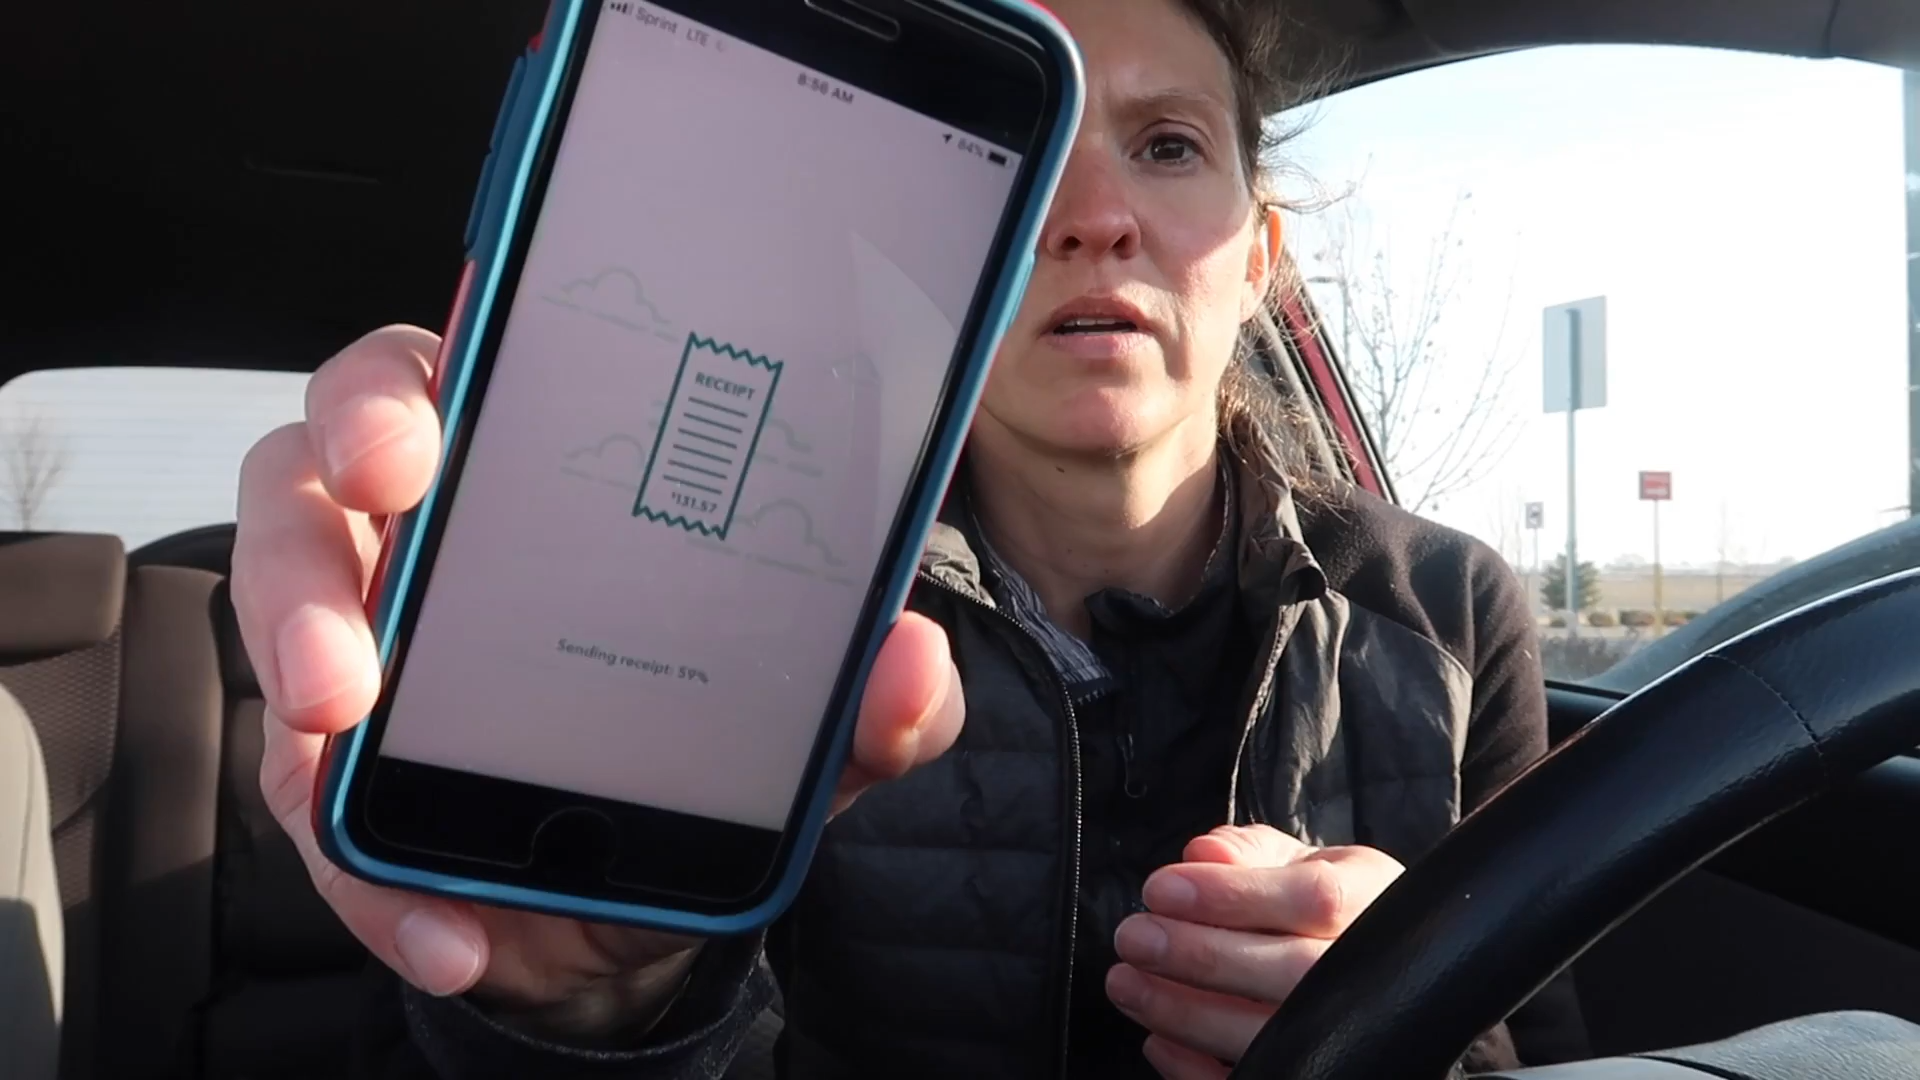 Sprint LTE
8:56 AM
84%
RECEIPT
$131.57
Sending receipt: 59%